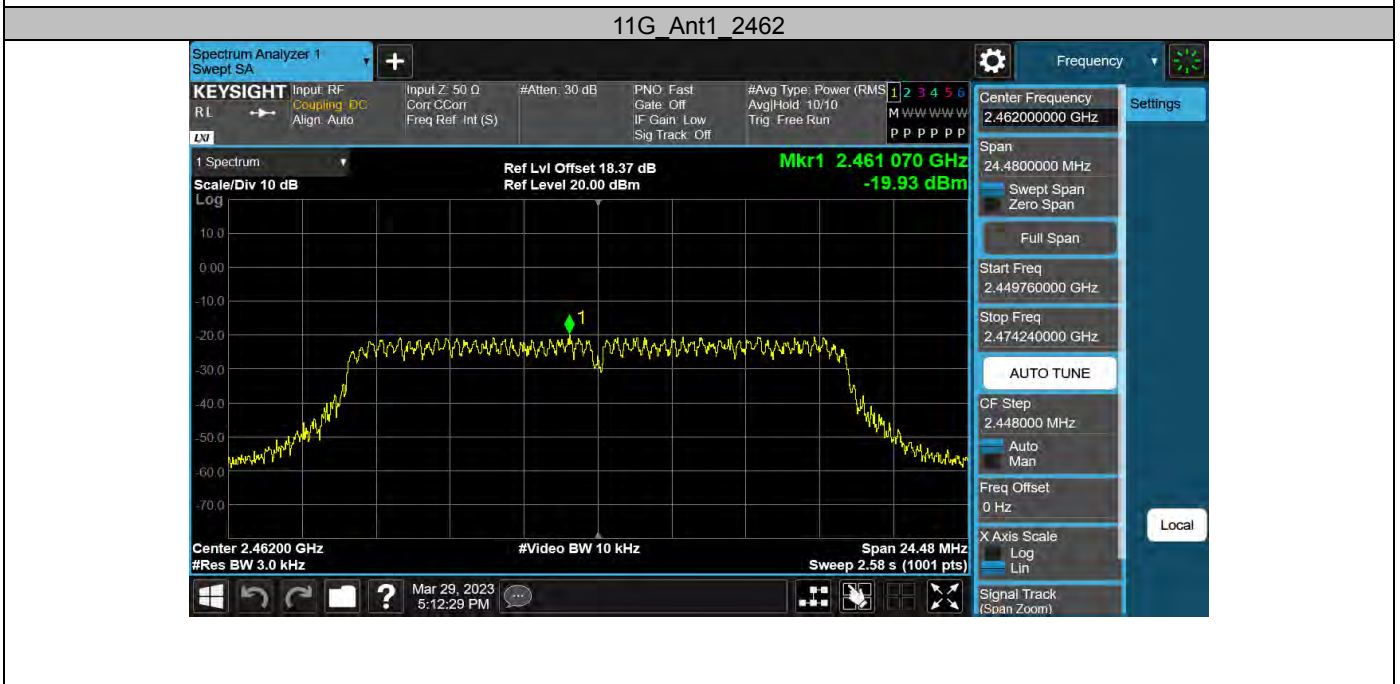 11G_Ant1_2462
Spectrum Analyzer 1
Swept SA
+
Frequency
KEYSIGHT
RL
LXI
Input: RF
Coupling: DC
Align: Auto
Input Z: 50 Ω
Corr CCorr
Freq Ref: Int (S)
#Atten: 30 dB
PNO: Fast
Gate: Off
IF Gain: Low
Sig Track: Off
#Avg Type: Power (RMS
Avg|Hold: 10/10
Trig: Free Run
1 2 3 4 5 6
M W W W W W
P P P P P P
Center Frequency
2.462000000 GHz
Settings
1 Spectrum
Scale/Div 10 dB
Log
Ref Lvl Offset 18.37 dB
Ref Level 20.00 dBm
Mkr1 2.461 070 GHz
-19.93 dBm
Span
24.4800000 MHz
Swept Span
Zero Span
Full Span
Start Freq
2.449760000 GHz
Stop Freq
2.474240000 GHz
AUTO TUNE
CF Step
2.448000 MHz
Auto
Man
Freq Offset
0 Hz
X Axis Scale
Log
Lin
Signal Track
(Span Zoom)
Local
10.0
0.00
-10.0
-20.0
-30.0
-40.0
-50.0
-60.0
-70.0
1
Center 2.46200 GHz
#Res BW 3.0 kHz
#Video BW 10 kHz
Span 24.48 MHz
Sweep 2.58 s (1001 pts)
?
Mar 29, 2023
5:12:29 PM